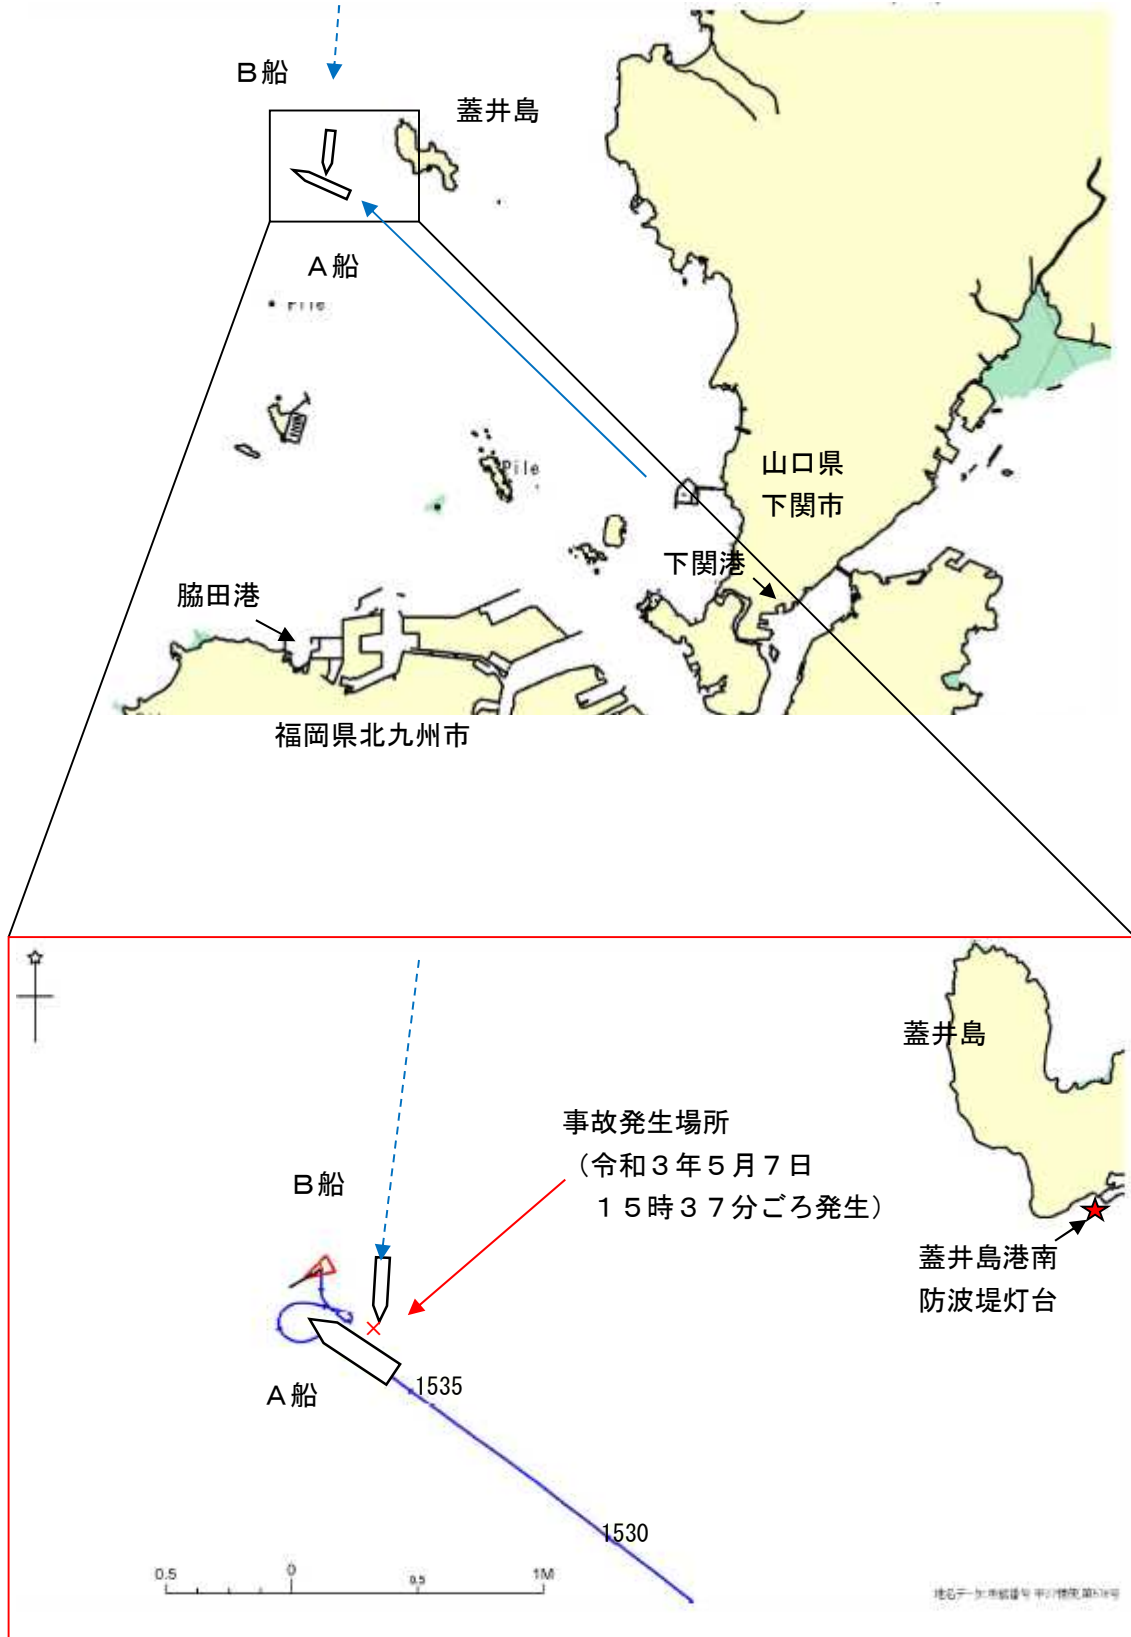 B船
蓋井島
A船
Pile
Pile
山口県
下関市
下関港
脇田港
福岡県北九州市
蓋井島
事故発生場所
(令和3年5月7日
15時37分ごろ発生)
B船
蓋井島港南
防波堤灯台
A船
1535
1530
0.5 0 0.5 1M